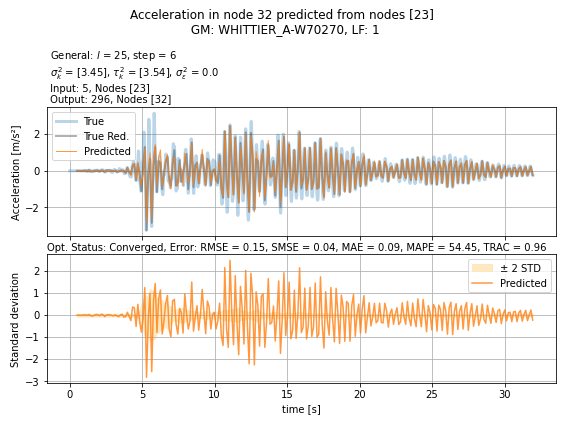 Acceleration in node 32 predicted from nodes [23]
GM: WHITTIER_A-W70270, LF: 1
General: l = 25, step = 6
σ²ₖ = [3.45], τ²ₖ = [3.54], σ²ε = 0.0
Input: 5, Nodes [23]
Output: 296, Nodes [32]
True
True Red.
Predicted
Acceleration [m/s²]
2
0
−2
Opt. Status: Converged, Error: RMSE = 0.15, SMSE = 0.04, MAE = 0.09, MAPE = 54.45, TRAC = 0.96
± 2 STD
Predicted
Standard deviation
2
1
0
−1
−2
−3
0 5 10 15 20 25 30
time [s]